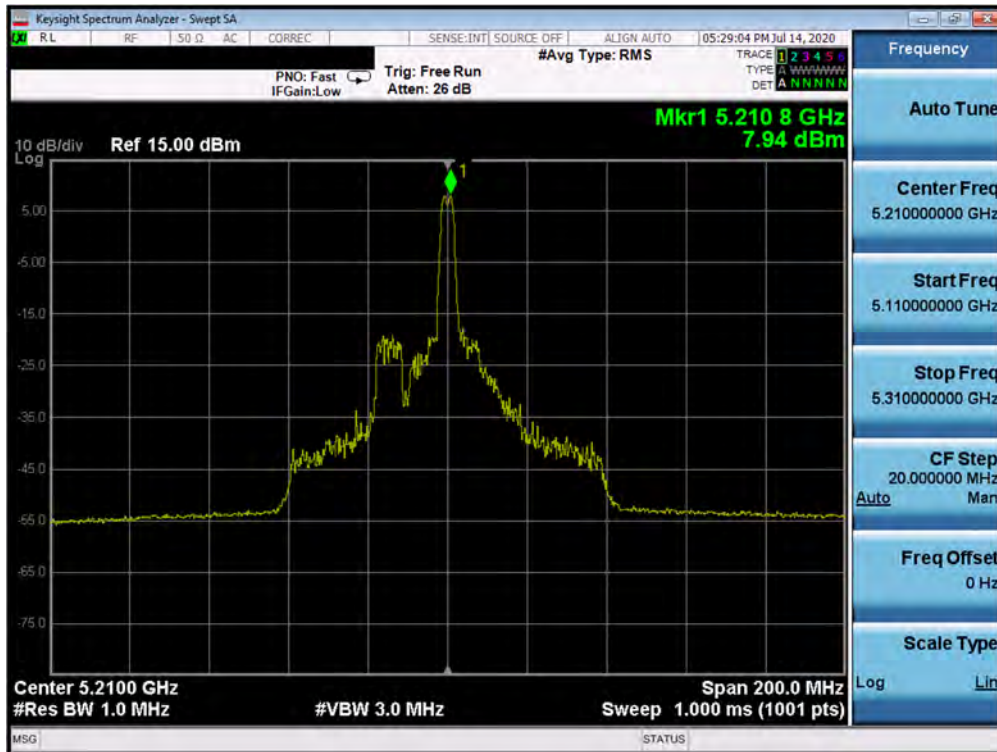 Keysight Spectrum Analyzer - Swept SA
RL RF 50 Ω AC CORREC SENSE:INT SOURCE OFF ALIGN AUTO 05:29:04 PM Jul 14, 2020
#Avg Type: RMS
TRACE 1 2 3 4 5 6
PNO: Fast Trig: Free Run
TYPE A WWWWW
IFGain:Low Atten: 26 dB
DET A N N N N N
Mkr1 5.210 8 GHz
7.94 dBm
10 dB/div Ref 15.00 dBm
Log
1
5.00
-5.00
-15.0
-25.0
-35.0
-45.0
-55.0
-65.0
-75.0
Center 5.2100 GHz Span 200.0 MHz
#Res BW 1.0 MHz #VBW 3.0 MHz Sweep 1.000 ms (1001 pts)
MSG STATUS
Frequency
Auto Tune
Center Freq
5.210000000 GHz
Start Freq
5.110000000 GHz
Stop Freq
5.310000000 GHz
CF Step
20.000000 MHz
Auto Man
Freq Offset
0 Hz
Scale Type
Log Lin